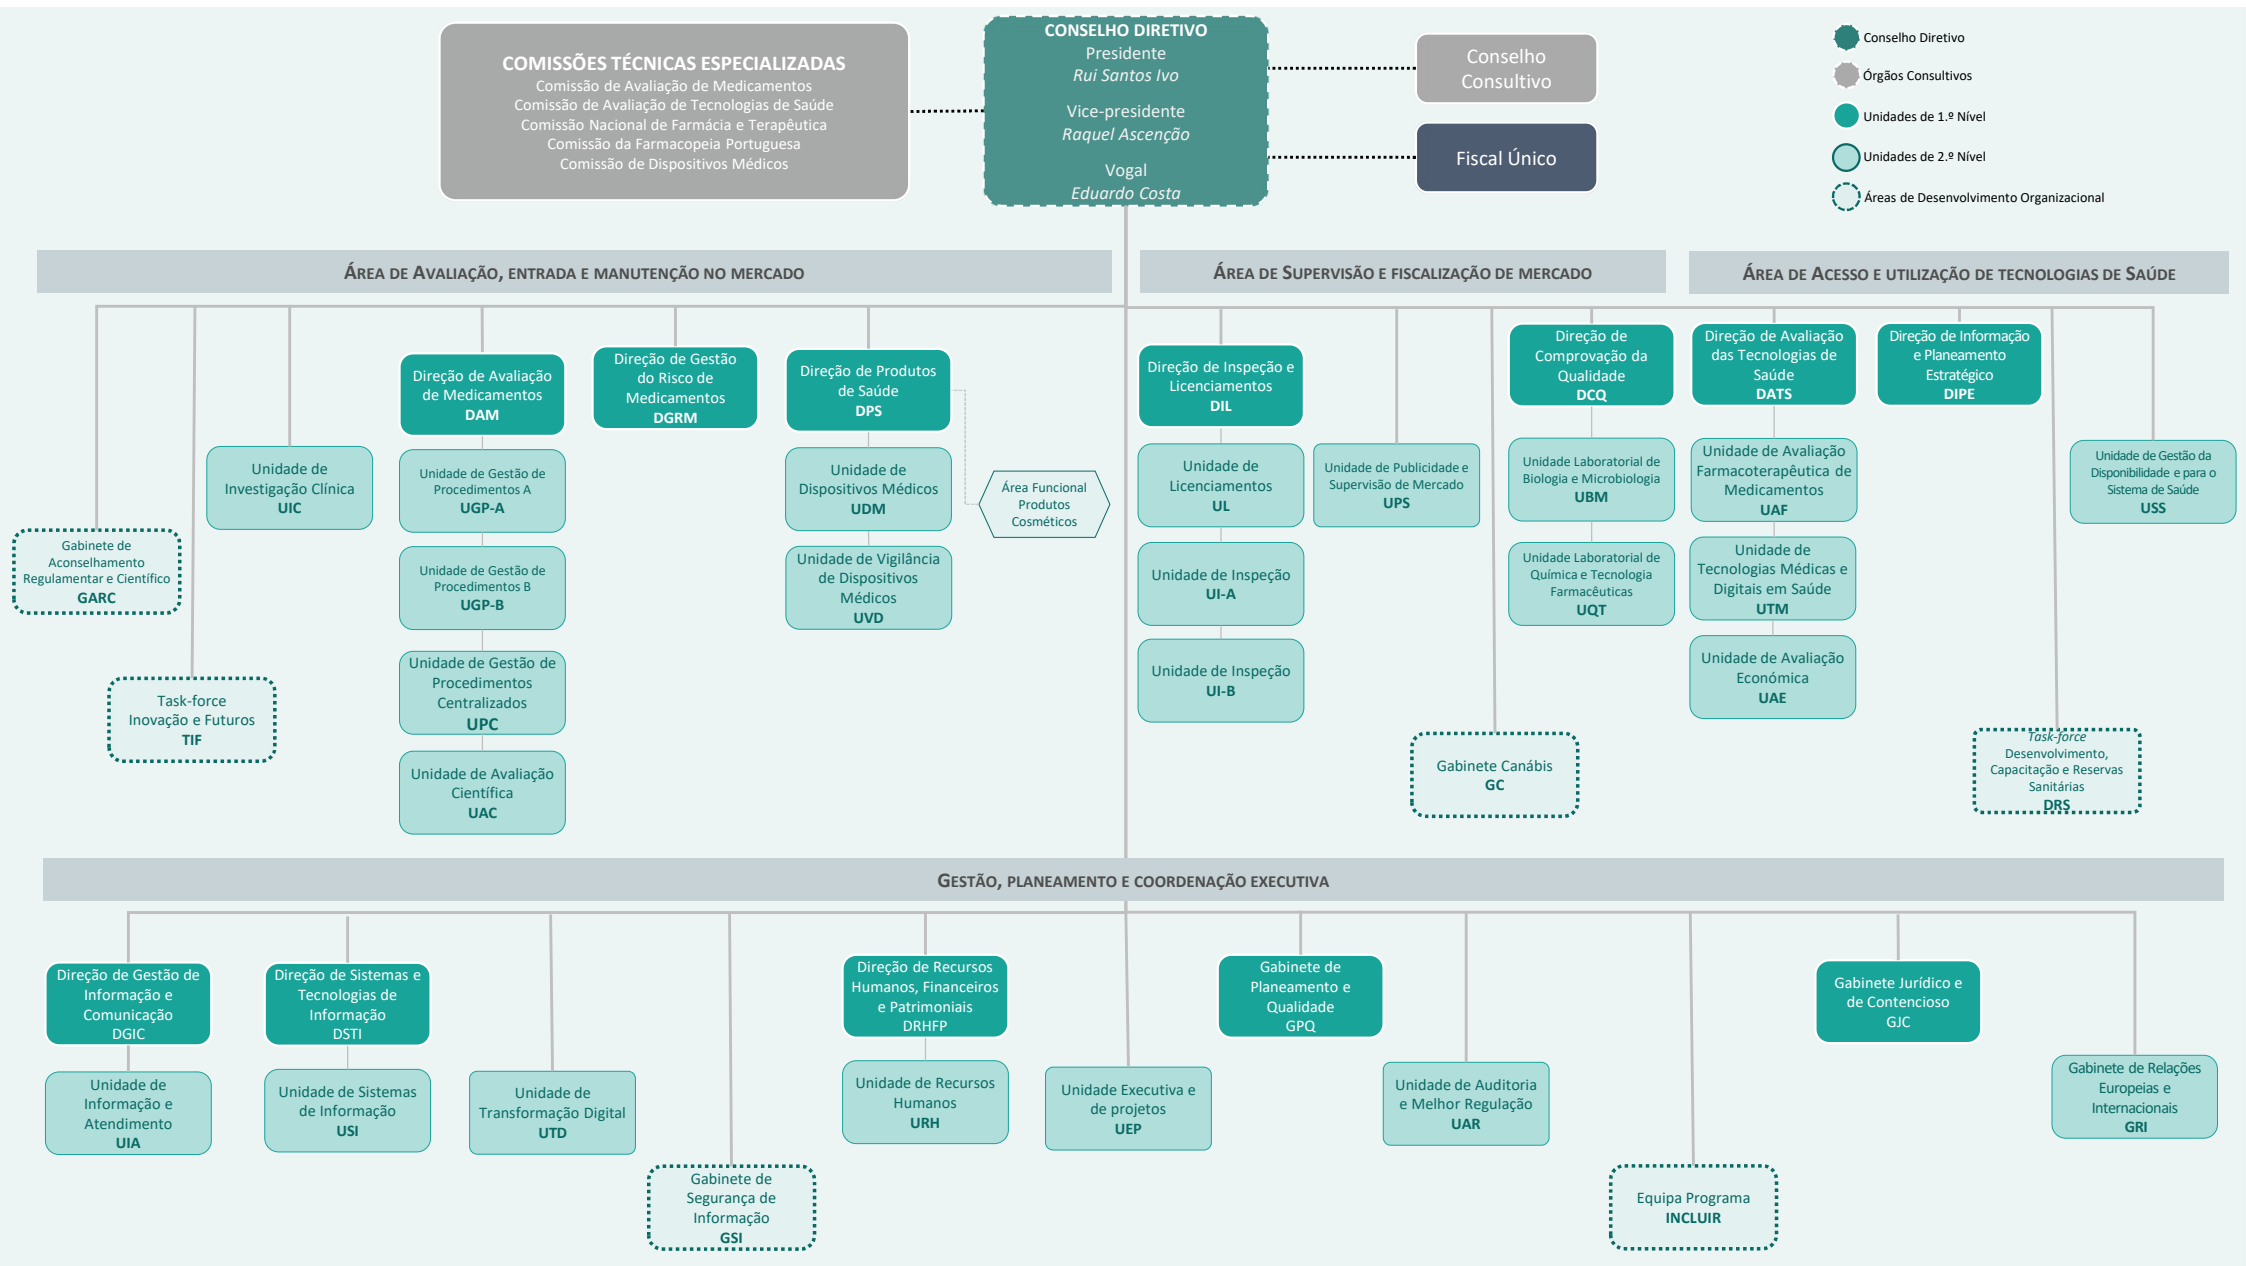 COMISSÕES TÉCNICAS ESPECIALIZADAS
Comissão de Avaliação de Medicamentos
Comissão de Avaliação de Tecnologias de Saúde
Comissão Nacional de Farmácia e Terapêutica
Comissão da Farmacopeia Portuguesa
Comissão de Dispositivos Médicos
CONSELHO DIRETIVO
Presidente
Rui Santos Ivo
Vice-presidente
Raquel Ascenção
Vogal
Eduardo Costa
Conselho
Consultivo
Fiscal Único
Conselho Diretivo
Órgãos Consultivos
Unidades de 1.º Nível
Unidades de 2.º Nível
Áreas de Desenvolvimento Organizacional
ÁREA DE AVALIAÇÃO, ENTRADA E MANUTENÇÃO NO MERCADO
ÁREA DE SUPERVISÃO E FISCALIZAÇÃO DE MERCADO
ÁREA DE ACESSO E UTILIZAÇÃO DE TECNOLOGIAS DE SAÚDE
Gabinete de
Aconselhamento
Regulamentar e Científico
GARC
Task-force
Inovação e Futuros
TIF
Unidade de
Investigação Clínica
UIC
Direção de Avaliação
de Medicamentos
DAM
Unidade de Gestão de
Procedimentos A
UGP-A
Unidade de Gestão de
Procedimentos B
UGP-B
Unidade de Gestão de
Procedimentos
Centralizados
UPC
Unidade de Avaliação
Científica
UAC
Direção de Gestão
do Risco de
Medicamentos
DGRM
Direção de Produtos
de Saúde
DPS
Unidade de
Dispositivos Médicos
UDM
Unidade de Vigilância
de Dispositivos
Médicos
UVD
Área Funcional
Produtos
Cosméticos
Direção de Inspeção e
Licenciamentos
DIL
Unidade de
Licenciamentos
UL
Unidade de Inspeção
UI-A
Unidade de Inspeção
UI-B
Unidade de Publicidade e
Supervisão de Mercado
UPS
Gabinete Canábis
GC
Direção de
Comprovação da
Qualidade
DCQ
Unidade Laboratorial de
Biologia e Microbiologia
UBM
Unidade Laboratorial de
Química e Tecnologia
Farmacêuticas
UQT
Direção de Avaliação
das Tecnologias de
Saúde
DATS
Unidade de Avaliação
Farmacoterapêutica de
Medicamentos
UAF
Unidade de
Tecnologias Médicas e
Digitais em Saúde
UTM
Unidade de Avaliação
Económica
UAE
Direção de Informação
e Planeamento
Estratégico
DIPE
Task-force
Desenvolvimento,
Capacitação e Reservas
Sanitárias
DRS
Unidade de Gestão da
Disponibilidade e para o
Sistema de Saúde
USS
GESTÃO, PLANEAMENTO E COORDENAÇÃO EXECUTIVA
Direção de Gestão de
Informação e
Comunicação
DGIC
Unidade de
Informação e
Atendimento
UIA
Direção de Sistemas e
Tecnologias de
Informação
DSTI
Unidade de Sistemas
de Informação
USI
Unidade de
Transformação Digital
UTD
Gabinete de
Segurança de
Informação
GSI
Direção de Recursos
Humanos, Financeiros
e Patrimoniais
DRHFP
Unidade de Recursos
Humanos
URH
Unidade Executiva e
de projetos
UEP
Gabinete de
Planeamento e
Qualidade
GPQ
Unidade de Auditoria
e Melhor Regulação
UAR
Equipa Programa
INCLUIR
Gabinete Jurídico e
de Contencioso
GJC
Gabinete de Relações
Europeias e
Internacionais
GRI